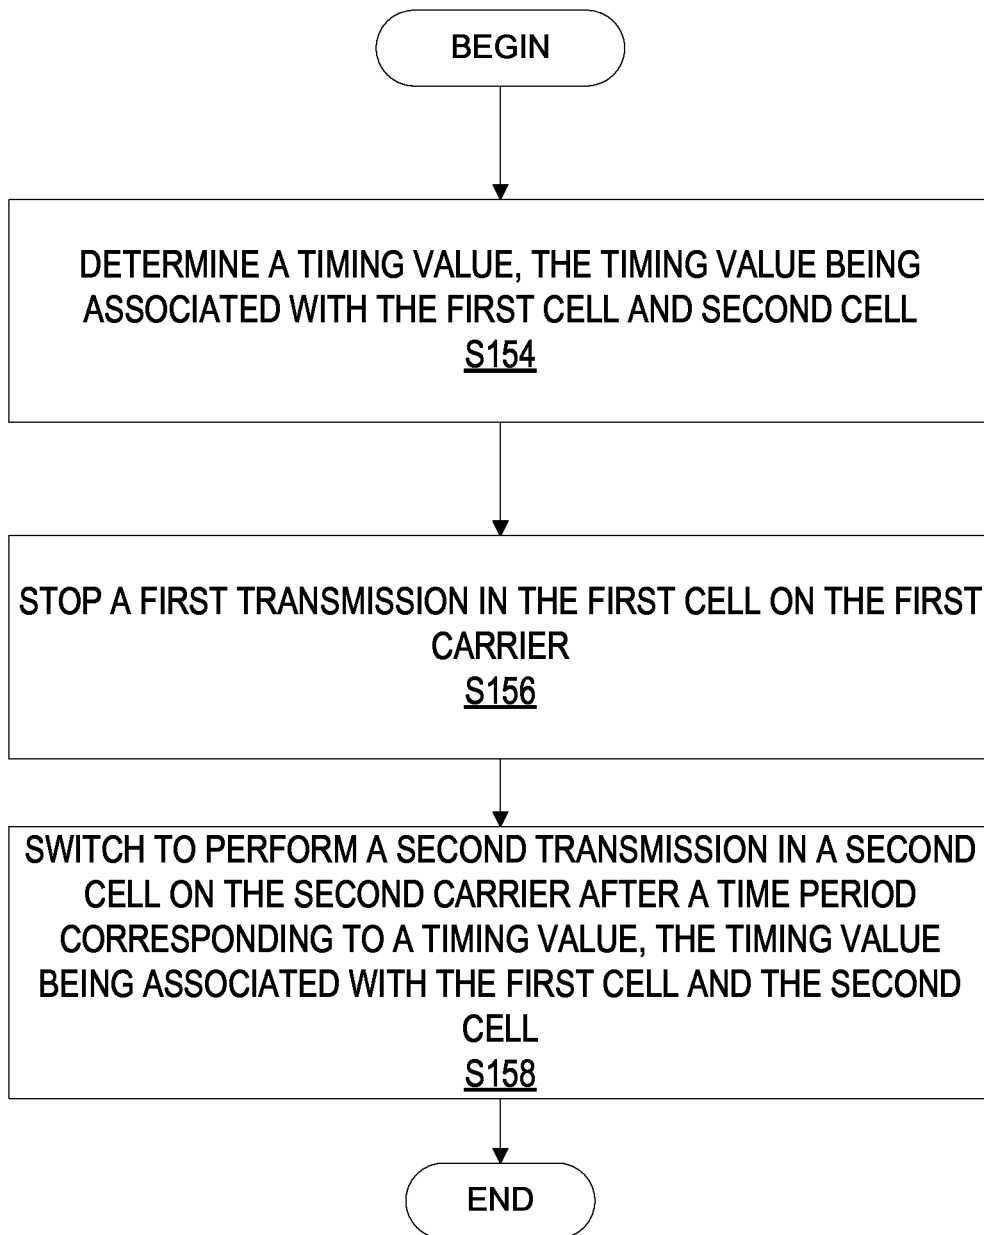 BEGIN
DETERMINE A TIMING VALUE, THE TIMING VALUE BEING
ASSOCIATED WITH THE FIRST CELL AND SECOND CELL
S154
STOP A FIRST TRANSMISSION IN THE FIRST CELL ON THE FIRST
CARRIER
S156
SWITCH TO PERFORM A SECOND TRANSMISSION IN A SECOND
CELL ON THE SECOND CARRIER AFTER A TIME PERIOD
CORRESPONDING TO A TIMING VALUE, THE TIMING VALUE
BEING ASSOCIATED WITH THE FIRST CELL AND THE SECOND
CELL
S158
END